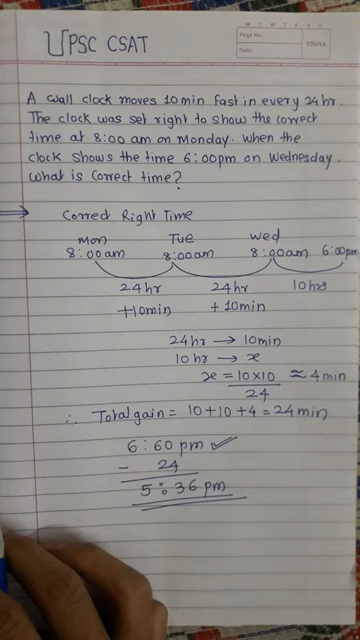 UPSC CSAT
M T W T F S S
Page No.:
Date:
YOUVA
A wall clock moves 10 min fast in every 24 hr.
The clock was set right to show the correct
time at 8:00 am on Monday. When the
clock shows the time 6:00pm on Wednesday.
What is correct time?
⇒ Correct Right Time
Mon Tue Wed
8:00am 8:00am 8:00am 6:00pm
24hr 24hr 10hrs
+10min +10min
24hr → 10min
10hr → x
x = 10×10 ≈ 4min
24
∴ Total gain = 10+10+4 = 24 min
6:60 pm ✓
- 24
5:36 pm